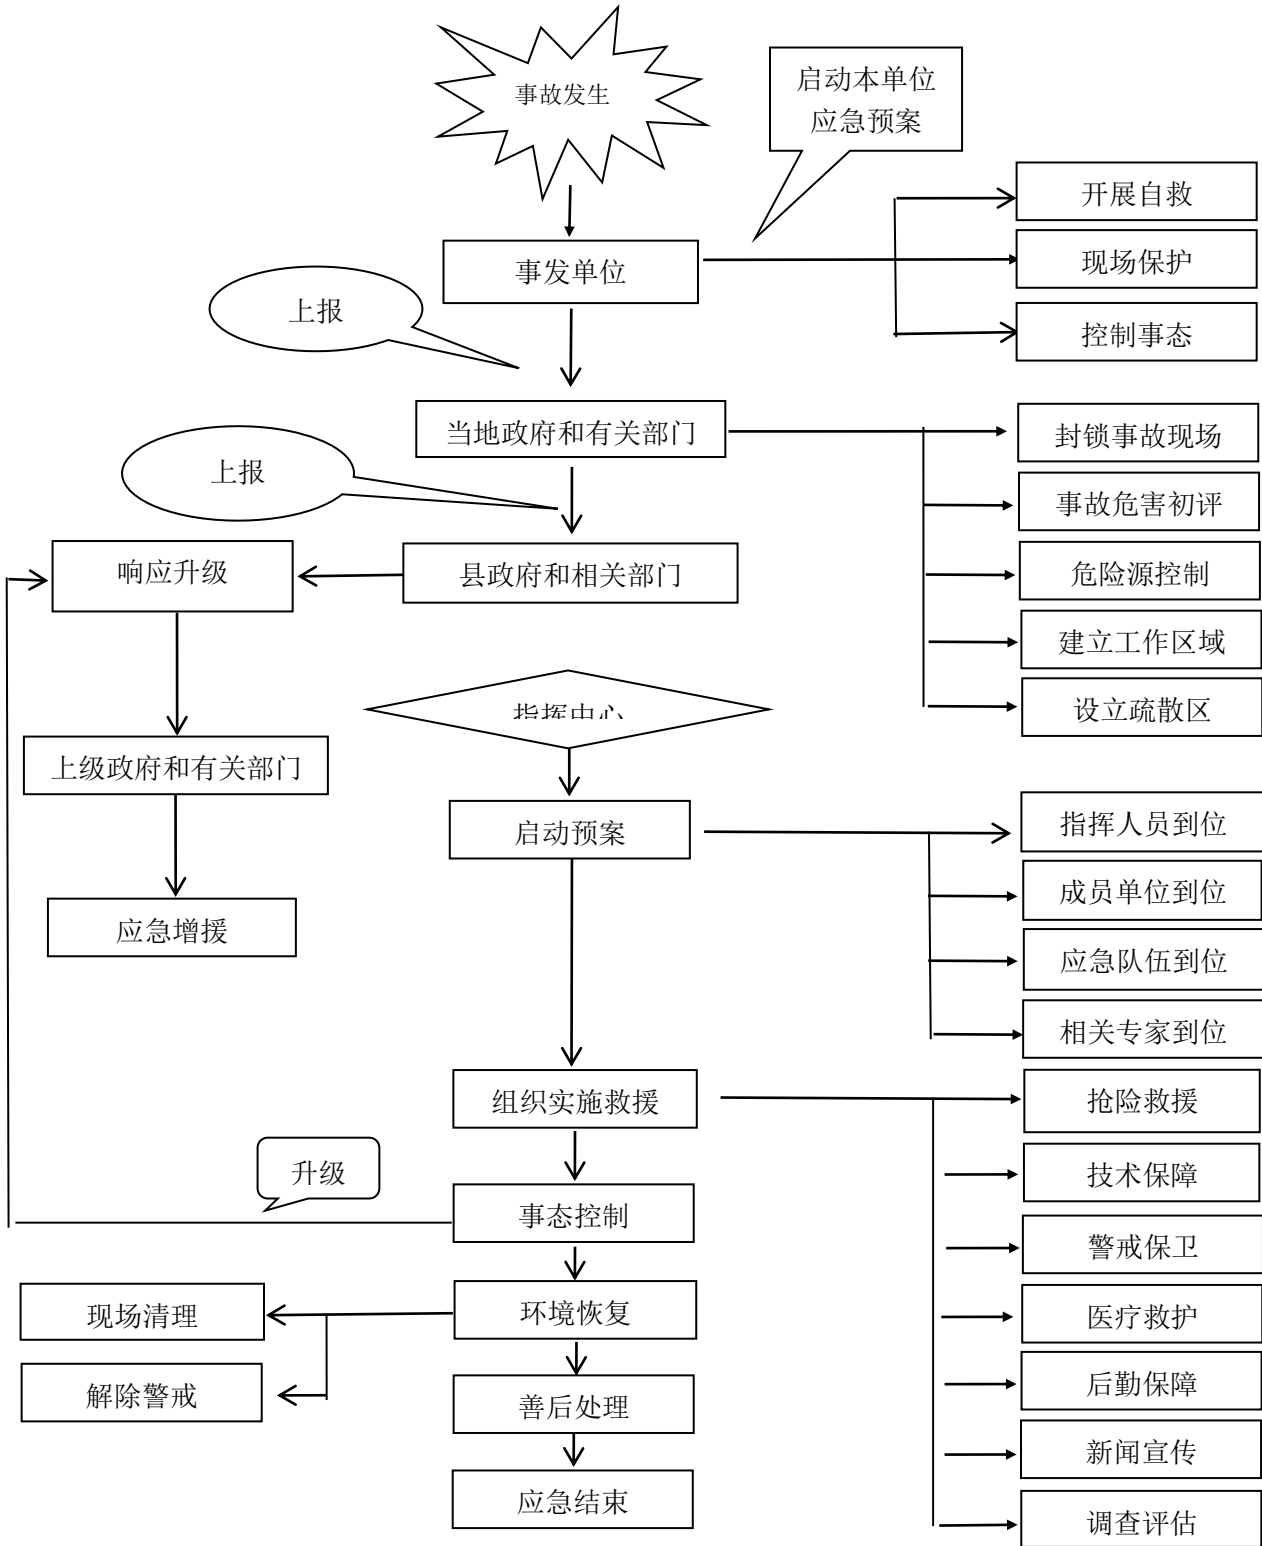 事故发生
启动本单位
应急预案
开展自救
事发单位
现场保护
上报
控制事态
当地政府和有关部门
封锁事故现场
上报
事故危害初评
响应升级
县政府和相关部门
危险源控制
建立工作区域
指挥中心
设立疏散区
上级政府和有关部门
启动预案
指挥人员到位
成员单位到位
应急增援
应急队伍到位
相关专家到位
组织实施救援
抢险救援
升级
技术保障
事态控制
警戒保卫
现场清理
环境恢复
医疗救护
解除警戒
善后处理
后勤保障
新闻宣传
应急结束
调查评估